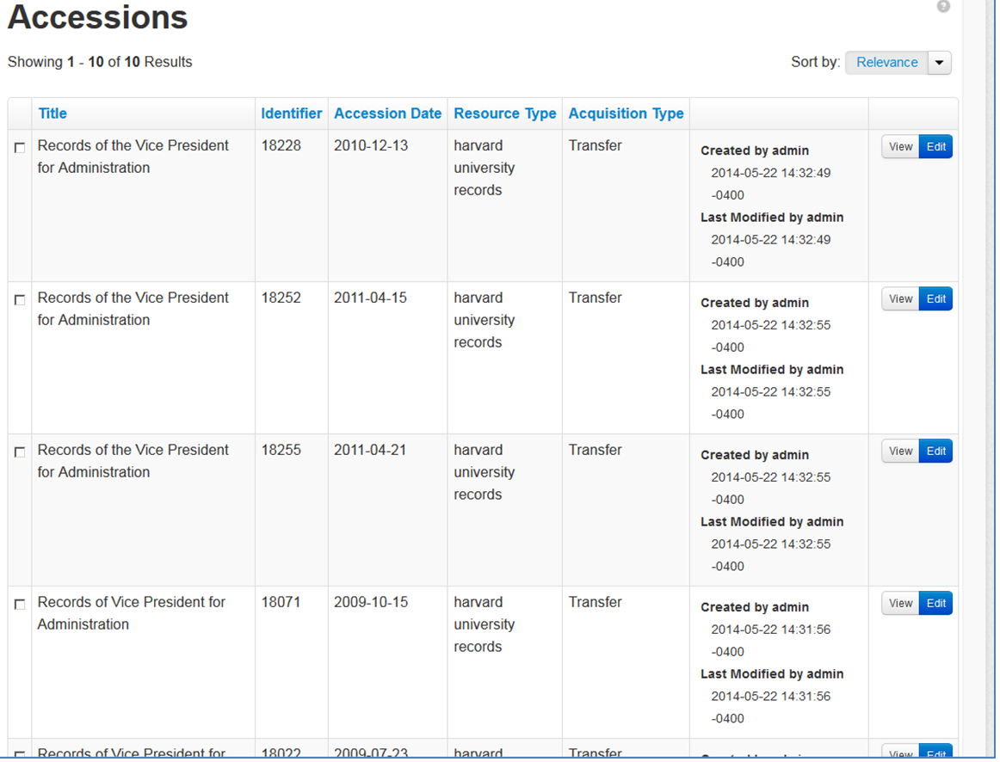 Accessions
?
Showing 1 - 10 of 10 Results
Sort by: Relevance
Title Identifier Accession Date Resource Type Acquisition Type
Records of the Vice President
for Administration
18228
2010-12-13
harvard
university
records
Transfer
Created by admin
2014-05-22 14:32:49
-0400
Last Modified by admin
2014-05-22 14:32:49
-0400
View Edit
Records of the Vice President
for Administration
18252
2011-04-15
harvard
university
records
Transfer
Created by admin
2014-05-22 14:32:55
-0400
Last Modified by admin
2014-05-22 14:32:55
-0400
View Edit
Records of the Vice President
for Administration
18255
2011-04-21
harvard
university
records
Transfer
Created by admin
2014-05-22 14:32:55
-0400
Last Modified by admin
2014-05-22 14:32:55
-0400
View Edit
Records of Vice President for
Administration
18071
2009-10-15
harvard
university
records
Transfer
Created by admin
2014-05-22 14:31:56
-0400
Last Modified by admin
2014-05-22 14:31:56
-0400
View Edit
Records of Vice President for
18022
2009-07-23
harvard
Transfer
Created by admin
View Edit